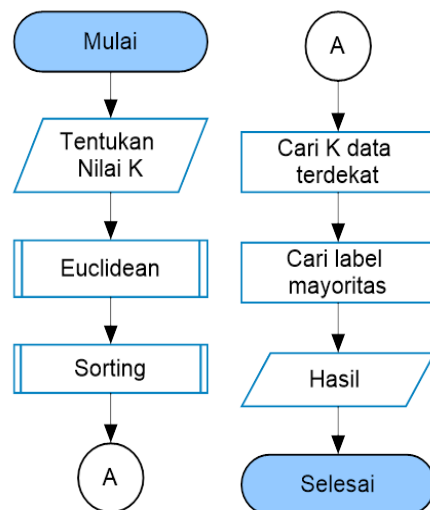 Mulai
Tentukan
Nilai K
Euclidean
Sorting
A
A
Cari K data
terdekat
Cari label
mayoritas
Hasil
Selesai